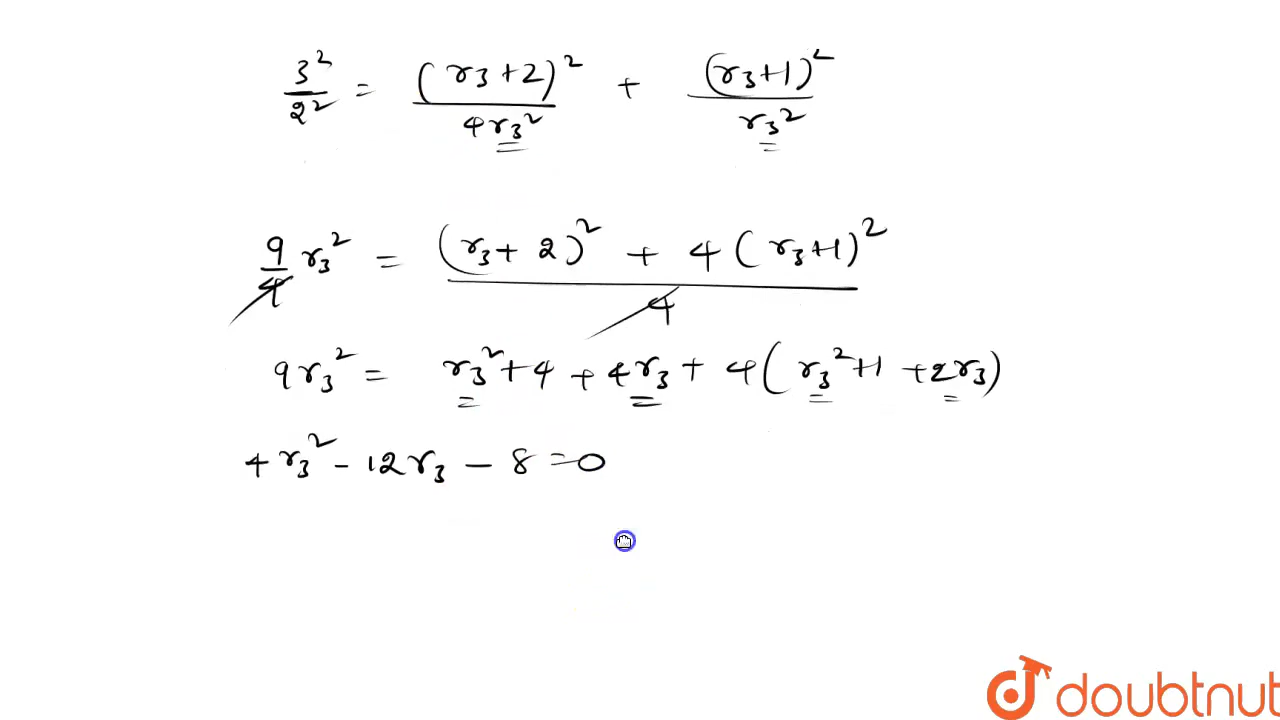 3²/2² = (r3+2)²/4r3² + (r3+1)²/r3²
9/4 r3² = (r3+2)² + 4(r3+1)²/4
9r3² = r3²+4+4r3+4(r3²+1+2r3)
4r3²-12r3-8=0
doubtnut